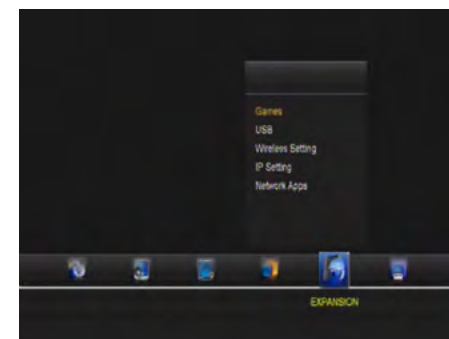 Games
USB
Wireless Setting
IP Setting
Network Apps
EXPANSION